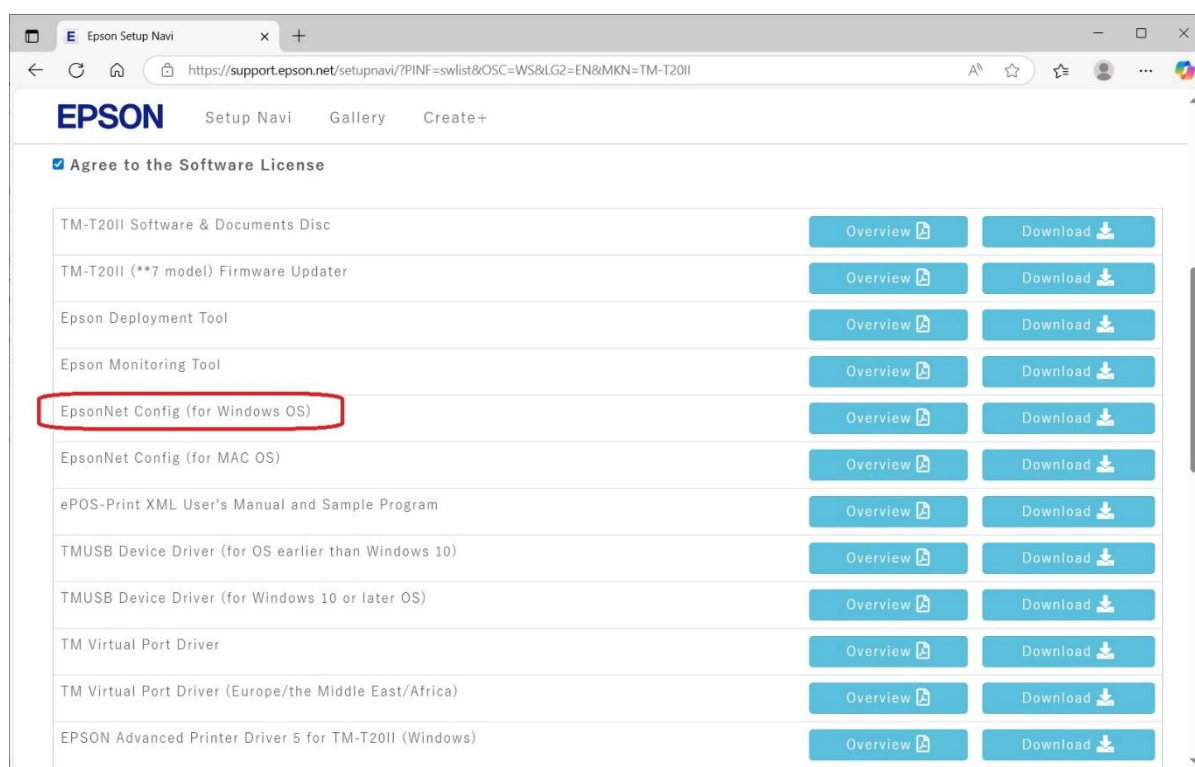 E Epson Setup Navi
https://support.epson.net/setupnavi/?PINF=swlist&OSC=WS&LG2=EN&MKN=TM-T20II
EPSON Setup Navi Gallery Create+
Agree to the Software License
TM-T20II Software & Documents Disc Overview Download
TM-T20II (**7 model) Firmware Updater Overview Download
Epson Deployment Tool Overview Download
Epson Monitoring Tool Overview Download
EpsonNet Config (for Windows OS) Overview Download
EpsonNet Config (for MAC OS) Overview Download
ePOS-Print XML User's Manual and Sample Program Overview Download
TMUSB Device Driver (for OS earlier than Windows 10) Overview Download
TMUSB Device Driver (for Windows 10 or later OS) Overview Download
TM Virtual Port Driver Overview Download
TM Virtual Port Driver (Europe/the Middle East/Africa) Overview Download
EPSON Advanced Printer Driver 5 for TM-T20II (Windows) Overview Download